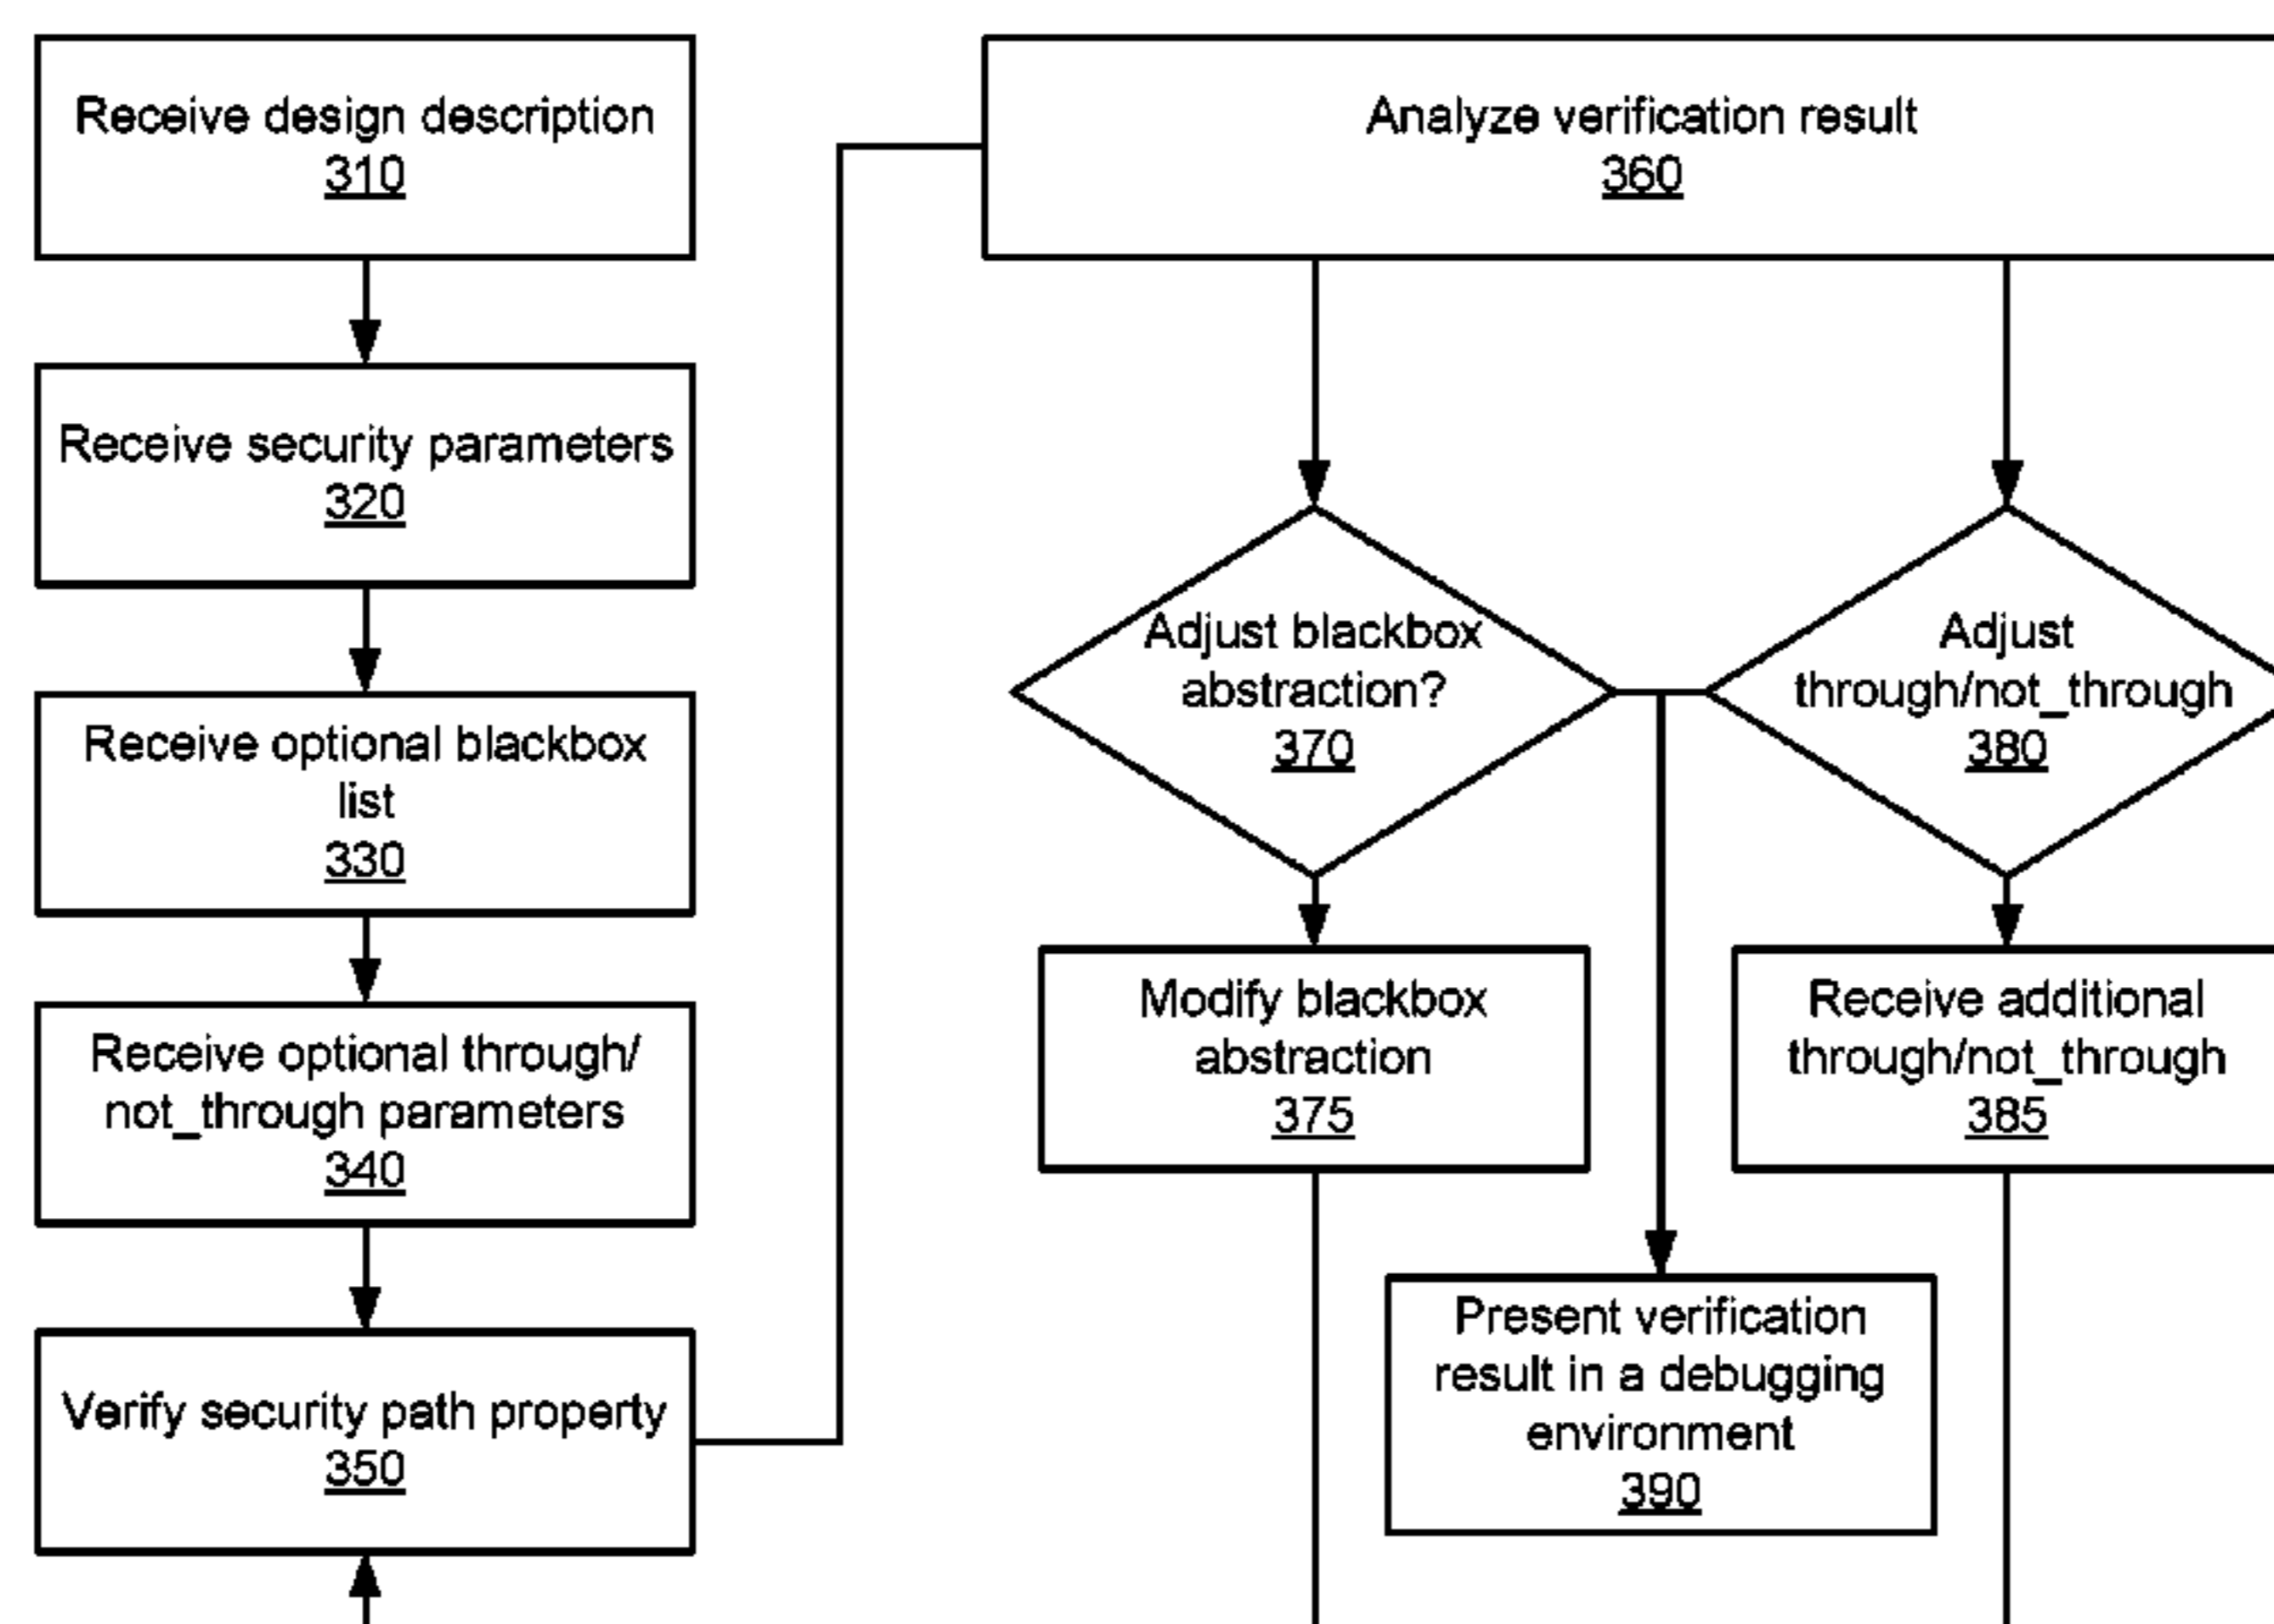 Receive design description
310
Receive security parameters
320
Receive optional blackbox
list
330
Receive optional through/
not_through parameters
340
Verify security path property
350
Analyze verification result
360
Adjust blackbox
abstraction?
370
Adjust
through/not_through
380
Modify blackbox
abstraction
375
Receive additional
through/not_through
385
Present verification
result in a debugging
environment
390